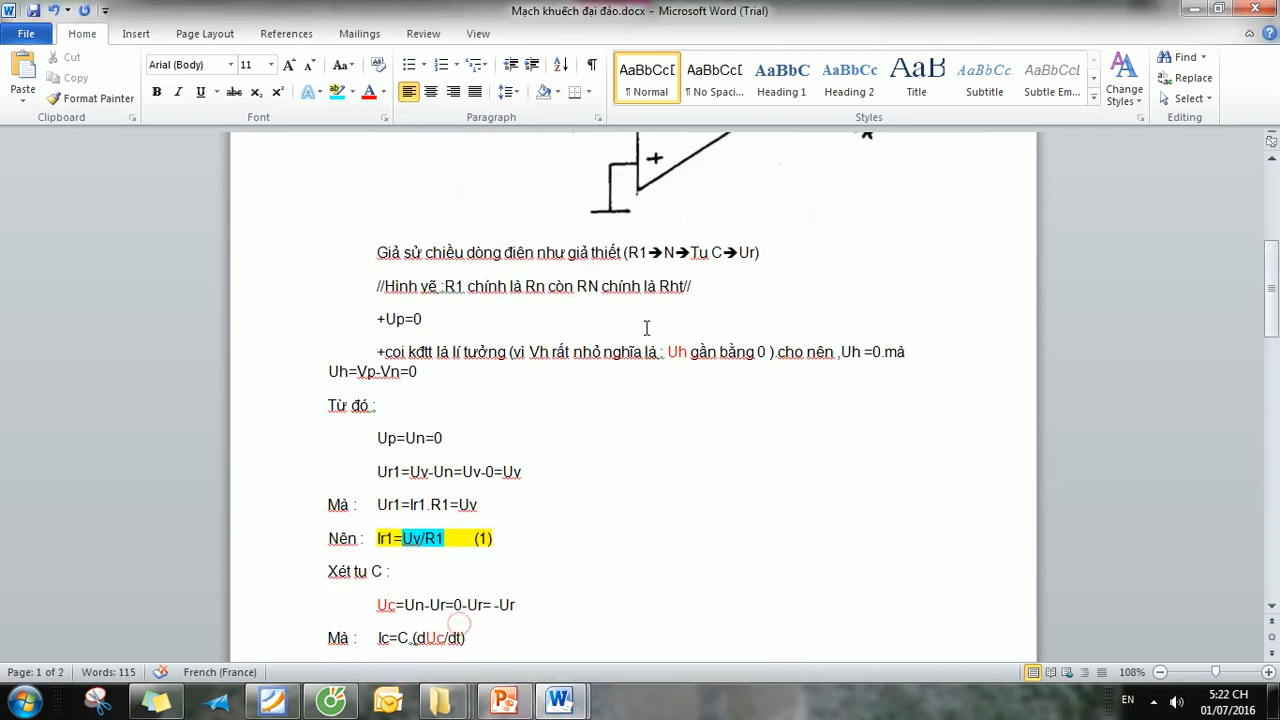 Mạch khuếch đại đảo.docx - Microsoft Word (Trial)
File Home Insert Page Layout References Mailings Review View
Paste
Cut
Copy
Format Painter
Clipboard
Arial (Body) 11
Font
Paragraph
AaBbCcDc AaBbCcDc AaBbC AaBbCc AaB AaBbCc. AaBbCcDc
¶ Normal ¶ No Spaci... Heading 1 Heading 2 Title Subtitle Subtle Em...
Styles
Change Styles
Find
Replace
Select
Editing
+
Giả sử chiều dòng điên như giả thiết (R1➔N➔Tụ C➔Ur)
//Hình vẽ :R1 chính là Rn còn RN chính là Rht//
+Up=0
+coi kđtt là lí tưởng (vì Vh rất nhỏ nghĩa là : Uh gần bằng 0 ).cho nên ,Uh =0.mà
Uh=Vp-Vn=0
Từ đó :
Up=Un=0
Ur1=Uv-Un=Uv-0=Uv
Mà : Ur1=Ir1.R1=Uv
Nên : Ir1=Uv/R1 (1)
Xét tụ C :
Uc=Un-Ur=0-Ur= -Ur
Mà : Ic=C.(dUc/dt)
Page: 1 of 2 Words: 115 French (France) 108%
EN 5:22 CH
01/07/2016